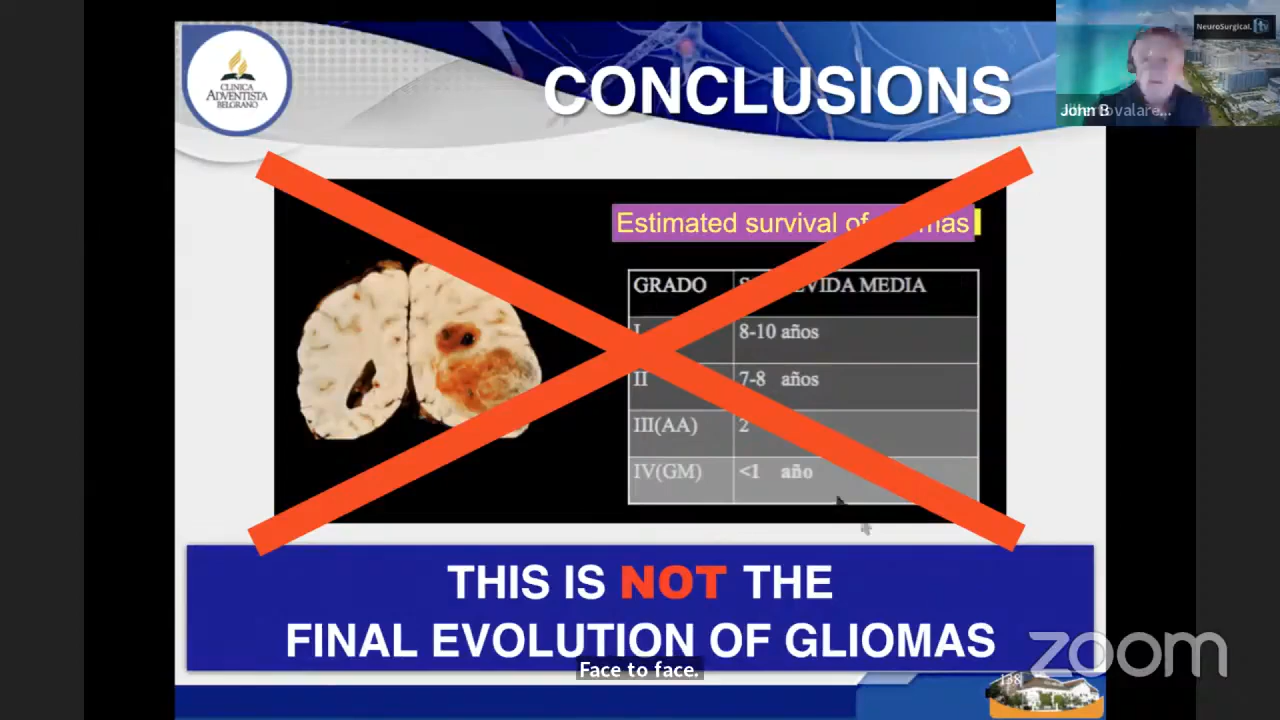 CLINICA
ADVENTISTA
BELGRANO
CONCLUSIONS
NeuroSurgical.tv
John B
Estimated survival of
GRADO VIDA MEDIA
I 8-10 años
II 7-8 años
III(AA) 2
IV(GM) <1 año
THIS IS NOT THE
FINAL EVOLUTION OF GLIOMAS
Face to face.
zoom
138